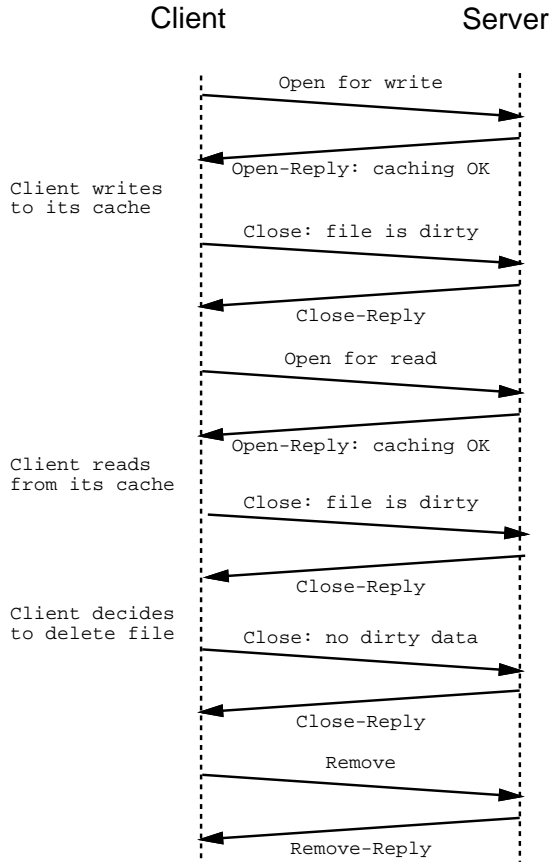 Client Server
Open for write
Open-Reply: caching OK
Client writes
to its cache
Close: file is dirty
Close-Reply
Open for read
Open-Reply: caching OK
Client reads
from its cache
Close: file is dirty
Close-Reply
Client decides
to delete file
Close: no dirty data
Close-Reply
Remove
Remove-Reply